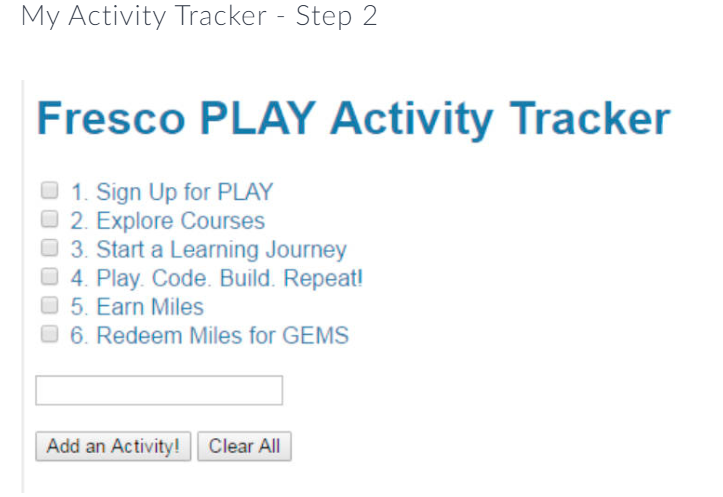 My Activity Tracker - Step 2
Fresco PLAY Activity Tracker
1. Sign Up for PLAY
2. Explore Courses
3. Start a Learning Journey
4. Play. Code. Build. Repeat!
5. Earn Miles
6. Redeem Miles for GEMS
Add an Activity! Clear All